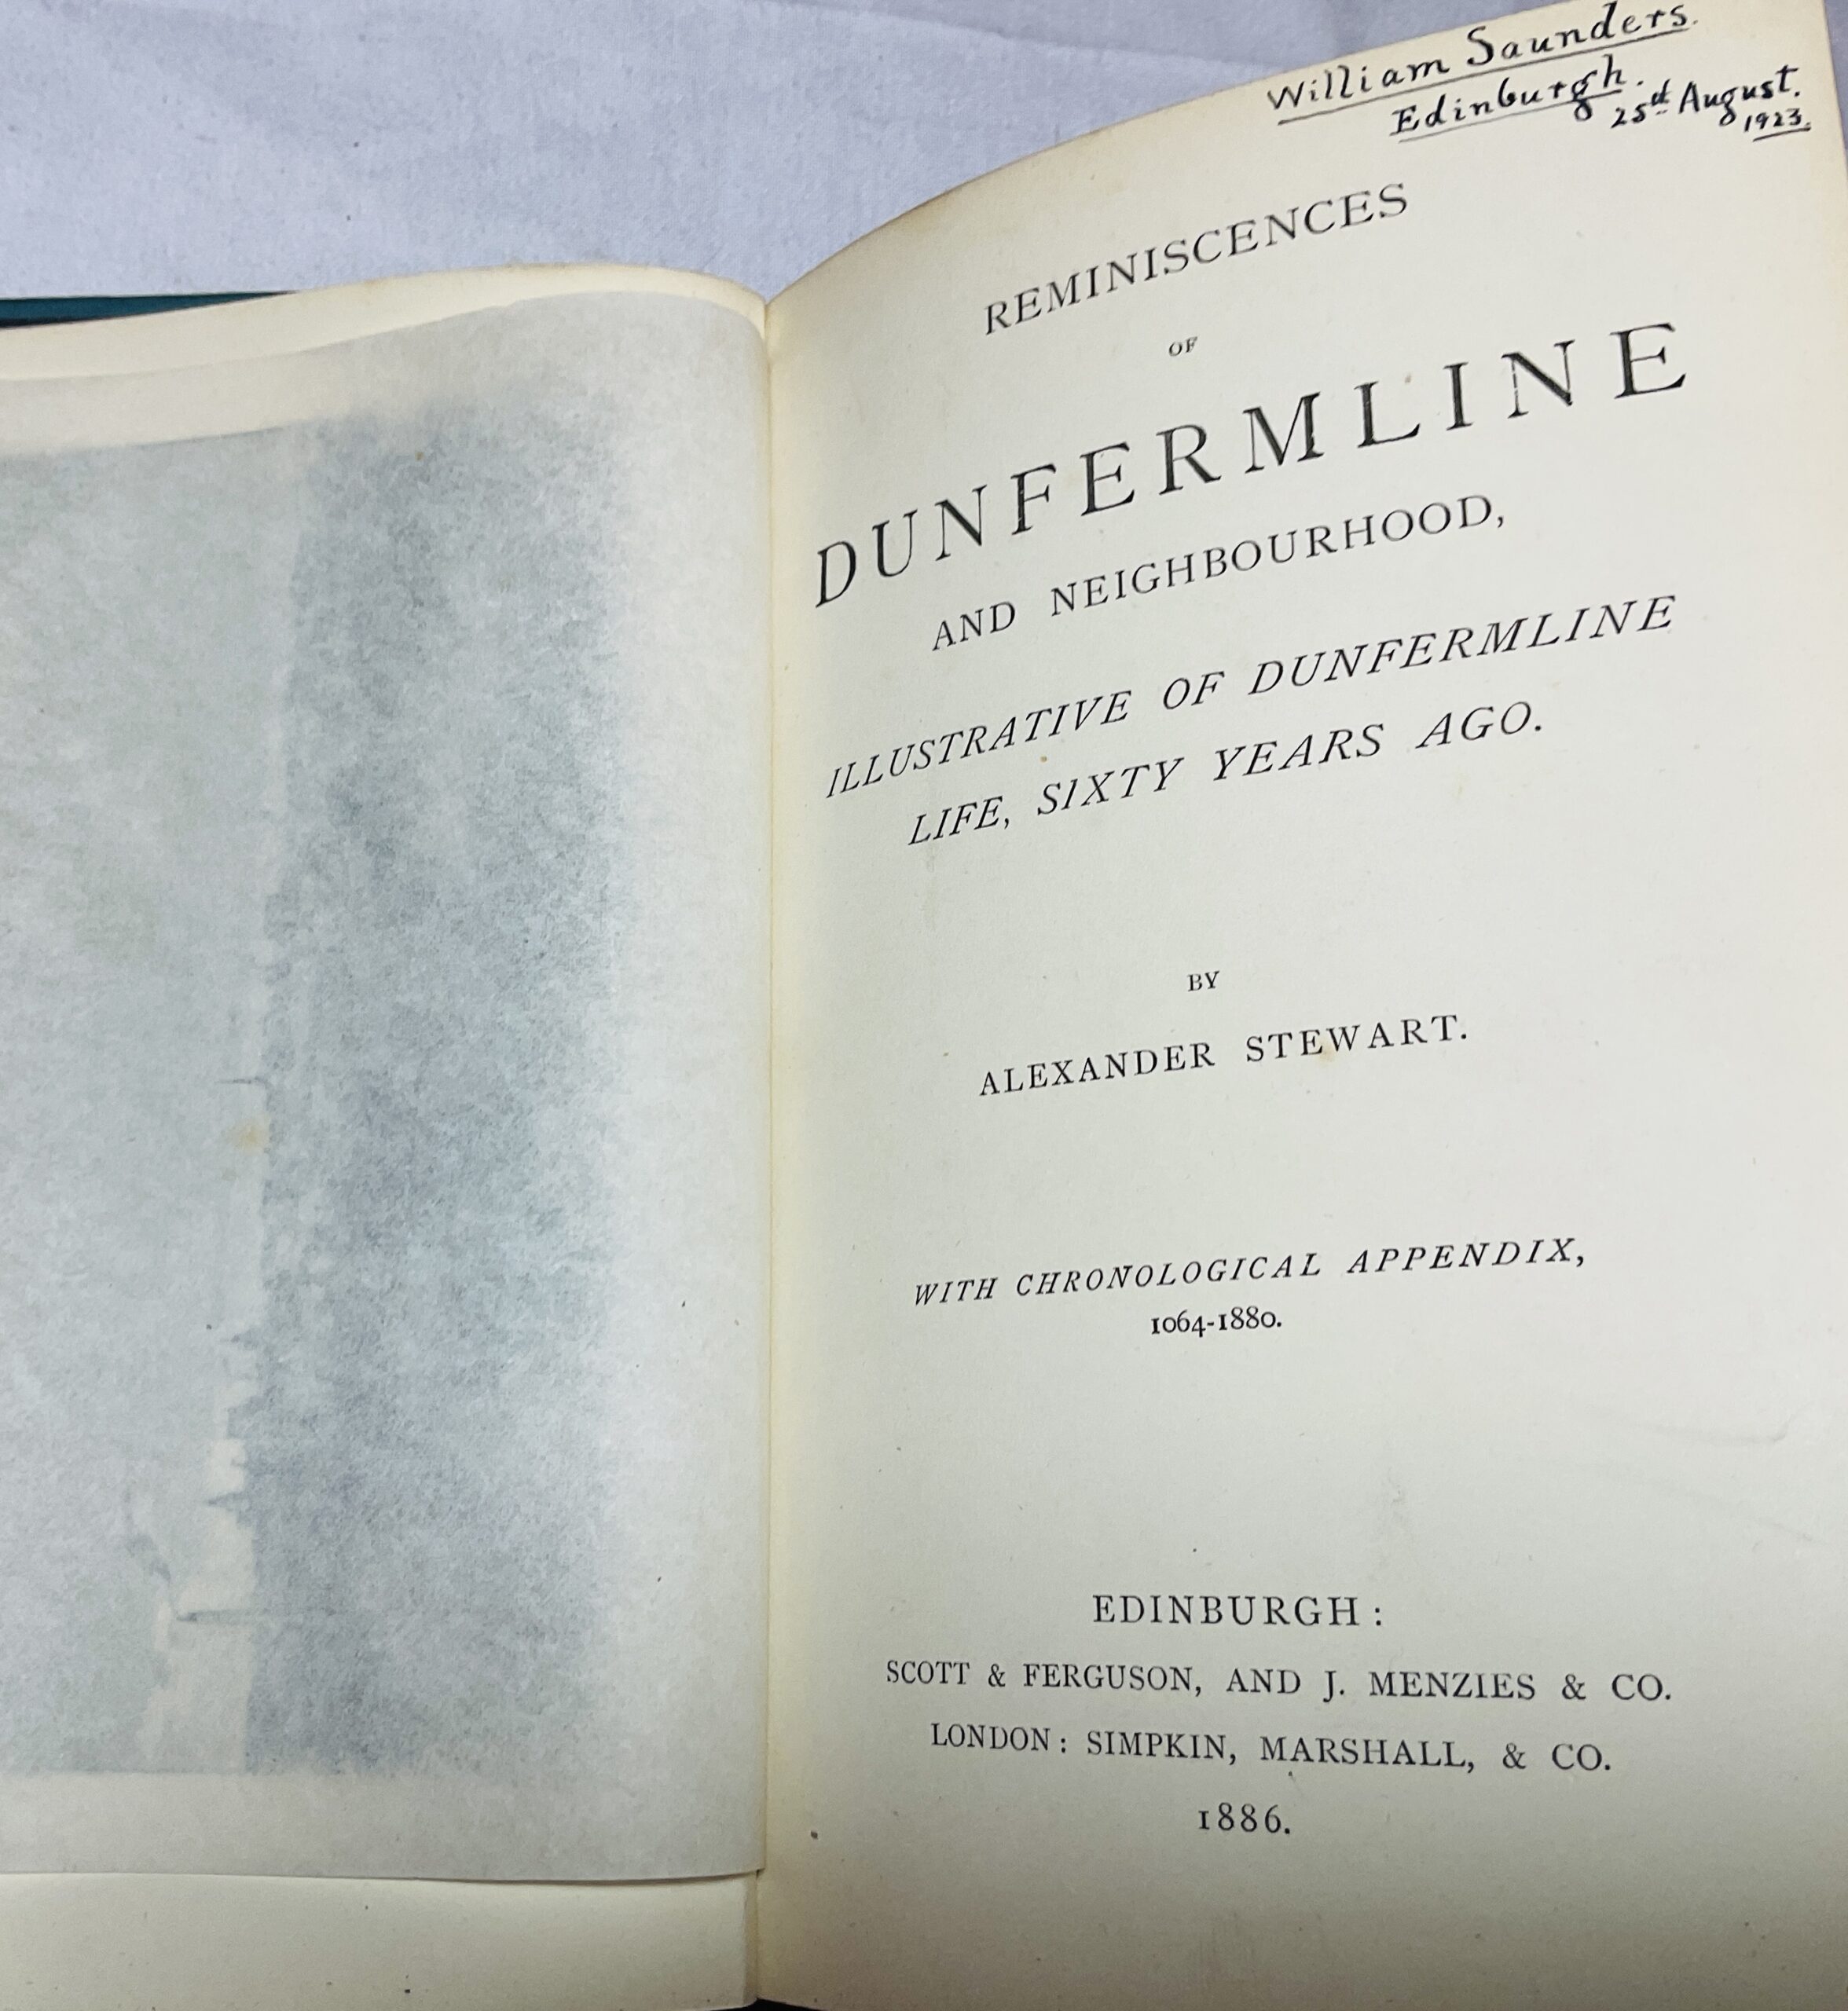 William Saunders.
Edinburgh.
25th August.
1923.
REMINISCENCES
OF
DUNFERMLINE
AND NEIGHBOURHOOD,
ILLUSTRATIVE OF DUNFERMLINE
LIFE, SIXTY YEARS AGO.
BY
ALEXANDER STEWART.
WITH CHRONOLOGICAL APPENDIX,
1064-1880.
EDINBURGH:
SCOTT & FERGUSON, AND J. MENZIES & CO.
LONDON: SIMPKIN, MARSHALL, & CO.
1886.